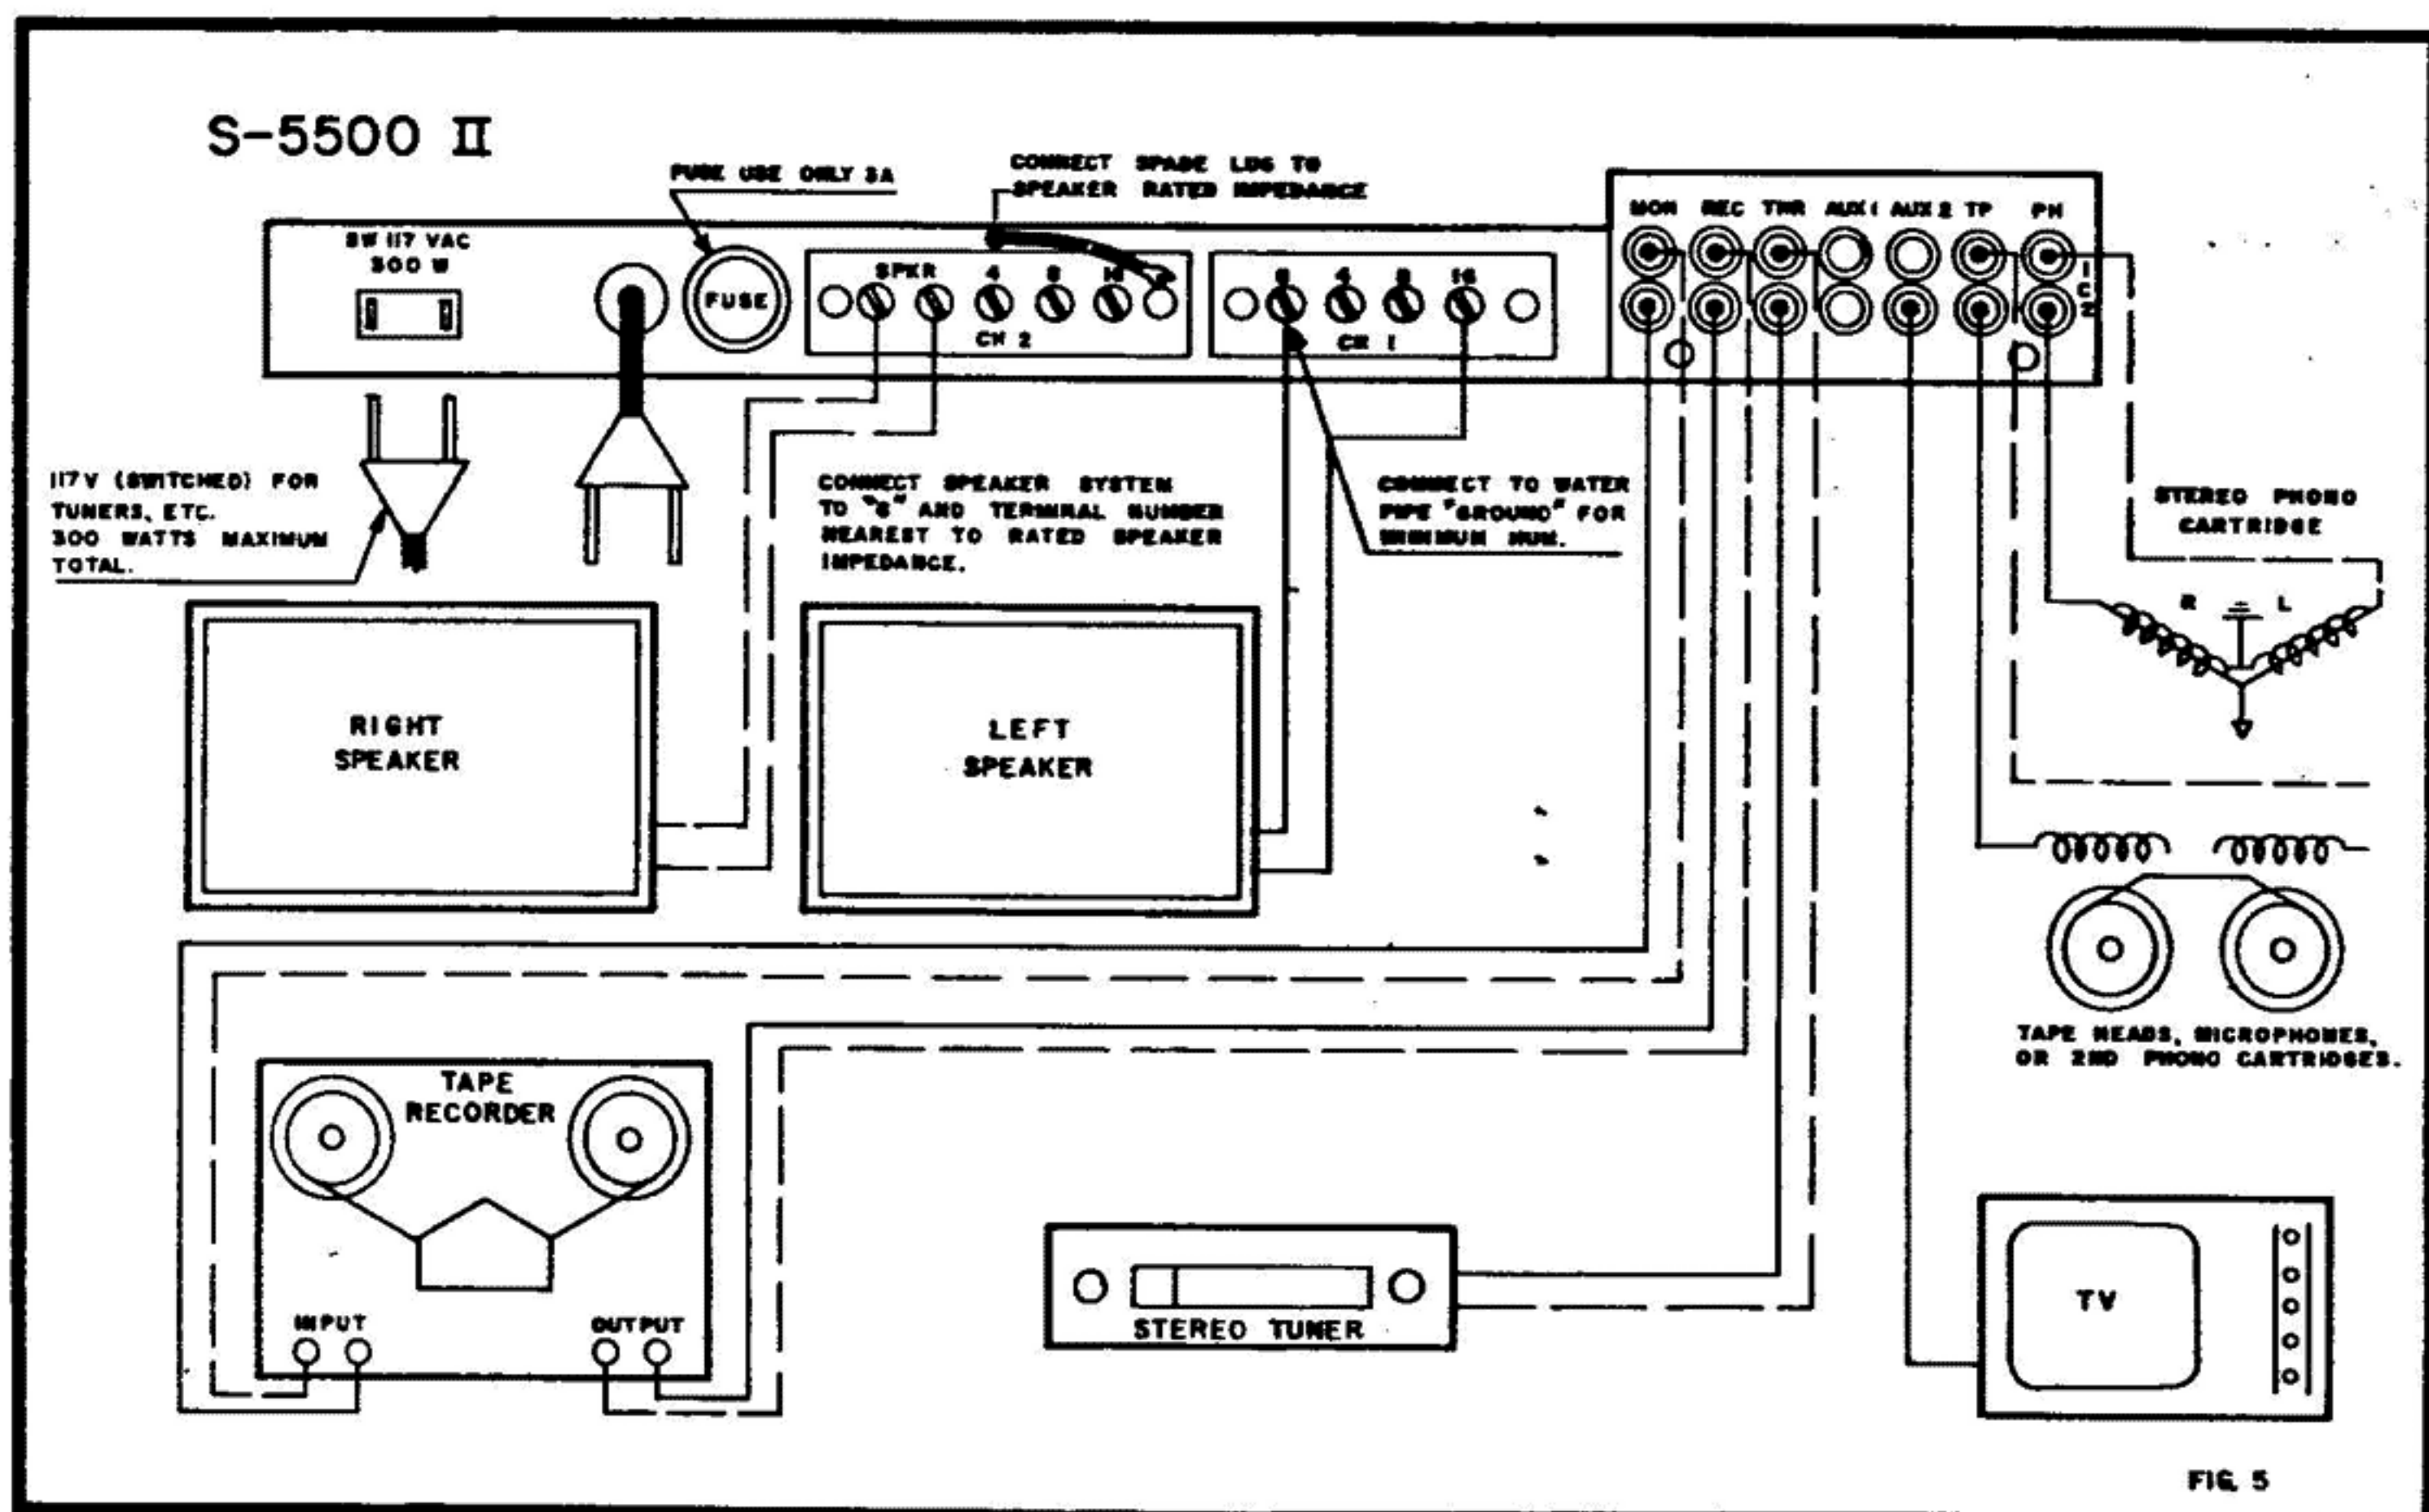 S-5500 II
FUSE USE ONLY 3A
CONNECT SPADE LUG TO
SPEAKER RATED IMPEDANCE
SW 117 VAC
300 W
FUSE
SPKR 4 8 16
CH 2
4 8 16
CH 1
MON REC TNR AUX 1 AUX 2 TP PH
1
C
2
117 V (SWITCHED) FOR
TUNERS, ETC.
300 WATTS MAXIMUM
TOTAL.
CONNECT SPEAKER SYSTEM
TO "G" AND TERMINAL NUMBER
NEAREST TO RATED SPEAKER
IMPEDANCE.
CONNECT TO WATER
PIPE "GROUND" FOR
MINIMUM HUM.
STEREO PHONO
CARTRIDGE
R L
RIGHT
SPEAKER
LEFT
SPEAKER
TAPE HEADS, MICROPHONES,
OR 2ND PHONO CARTRIDGES.
TAPE
RECORDER
INPUT OUTPUT
STEREO TUNER
TV
FIG. 5